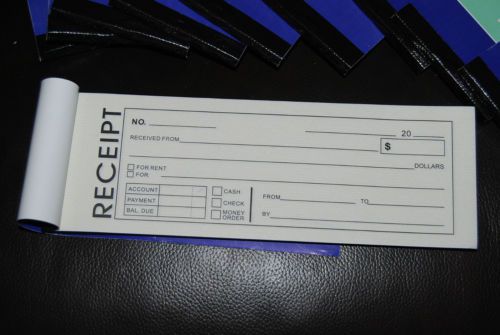 RECEIPT
NO.
20
RECEIVED FROM
$
DOLLARS
FOR RENT
FOR
ACCOUNT
PAYMENT
BAL. DUE
CASH
CHECK
MONEY
ORDER
FROM TO
BY